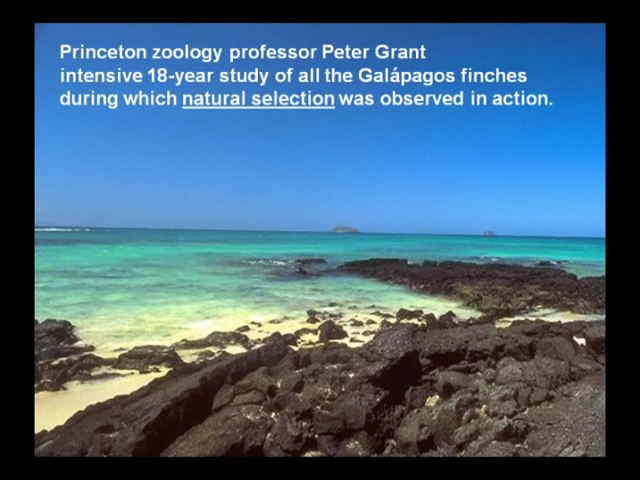 Princeton zoology professor Peter Grant
intensive 18-year study of all the Galápagos finches
during which natural selection was observed in action.